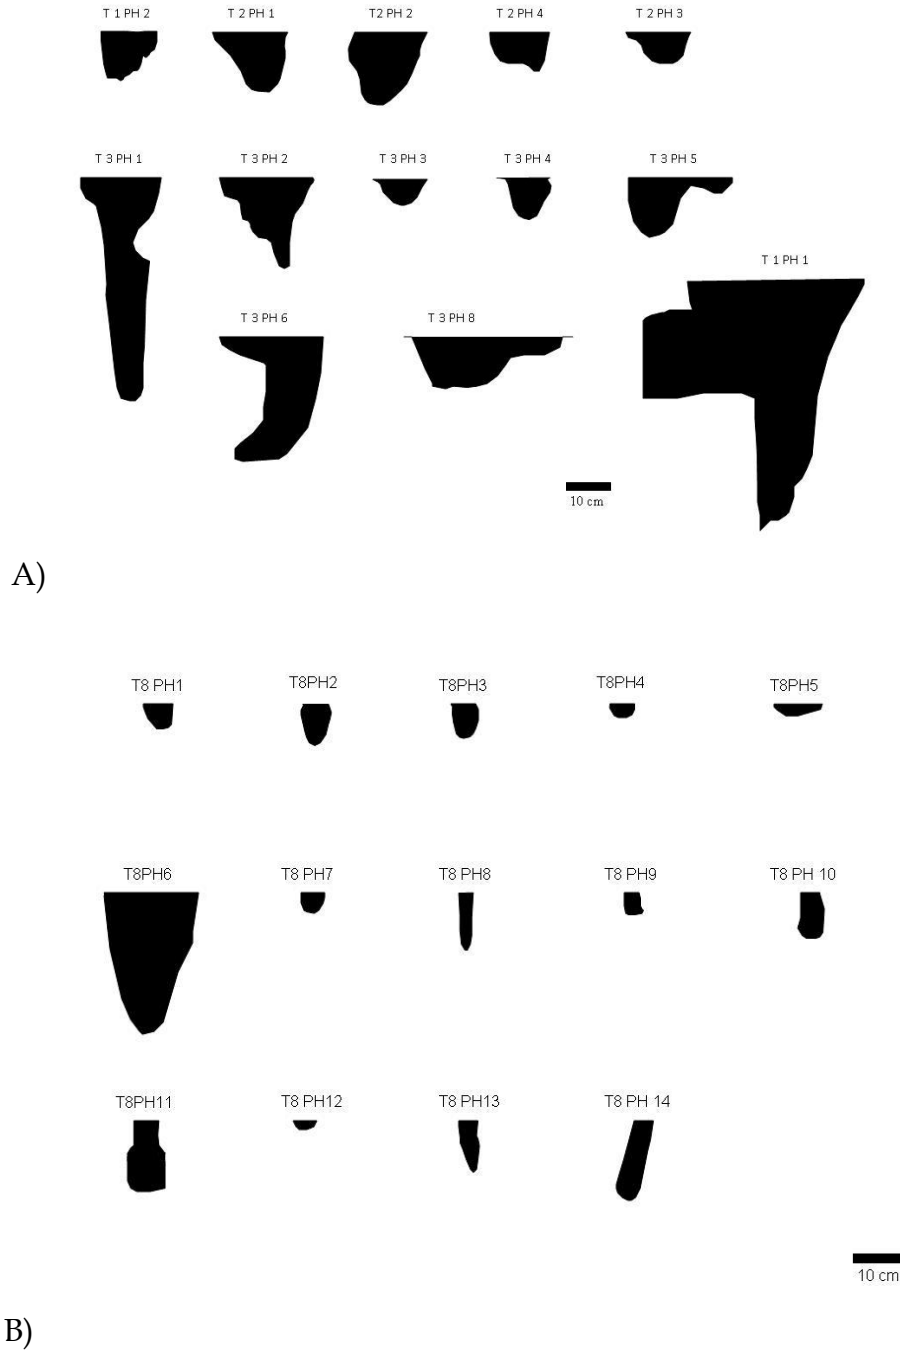 T 1 PH 2 T 2 PH 1 T2 PH 2 T 2 PH 4 T 2 PH 3
T 3 PH 1 T 3 PH 2 T 3 PH 3 T 3 PH 4 T 3 PH 5
T 1 PH 1
T 3 PH 6 T 3 PH 8
10 cm
A)
T8 PH1 T8PH2 T8PH3 T8PH4 T8PH5
T8PH6 T8 PH7 T8 PH8 T8 PH9 T8 PH 10
T8PH11 T8 PH12 T8 PH13 T8 PH 14
10 cm
B)